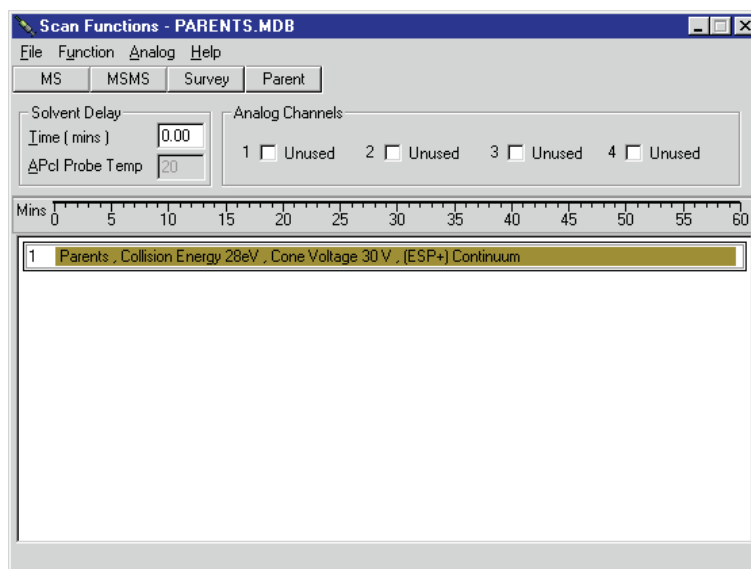 Scan Functions - PARENTS.MDB
File Function Analog Help
MS MSMS Survey Parent
Solvent Delay
Time ( mins ) 0.00
APcI Probe Temp 20
Analog Channels
1 Unused 2 Unused 3 Unused 4 Unused
Mins 0 5 10 15 20 25 30 35 40 45 50 55 60
1 Parents , Collision Energy 28eV , Cone Voltage 30 V , (ESP+) Continuum